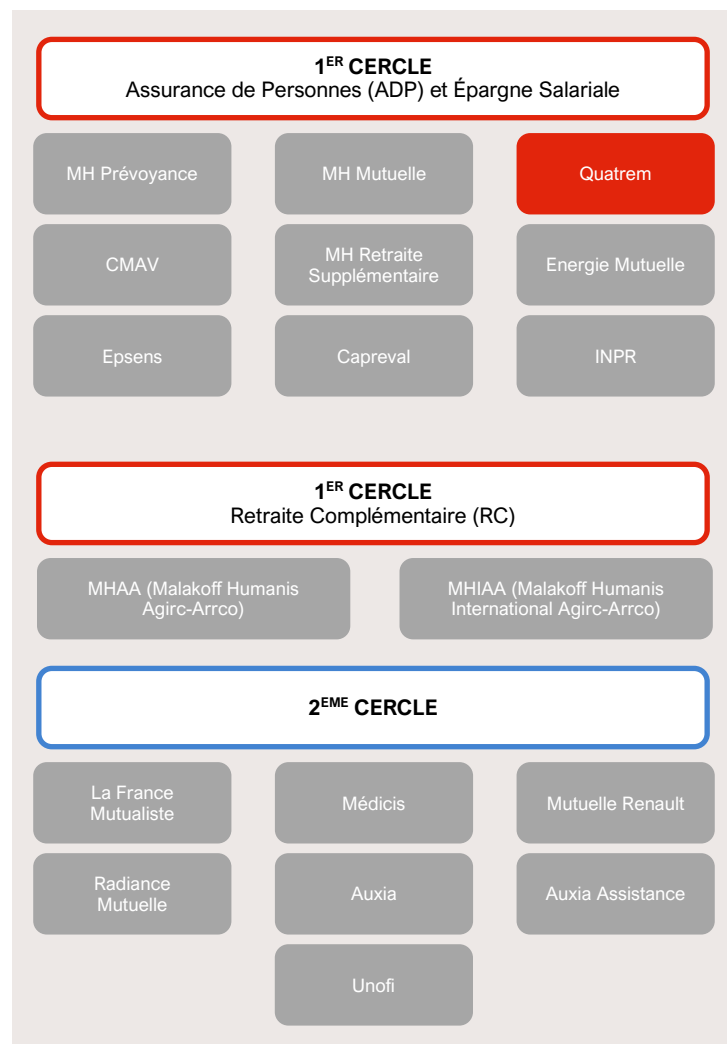 1ER CERCLE
Assurance de Personnes (ADP) et Épargne Salariale
MH Prévoyance
MH Mutuelle
Quatrem
CMAV
MH Retraite
Supplémentaire
Energie Mutuelle
Epsens
Capreval
INPR
1ER CERCLE
Retraite Complémentaire (RC)
MHAA (Malakoff Humanis
Agirc-Arrco)
MHIAA (Malakoff Humanis
International Agirc-Arrco)
2EME CERCLE
La France
Mutualiste
Médicis
Mutuelle Renault
Radiance
Mutuelle
Auxia
Auxia Assistance
Unofi